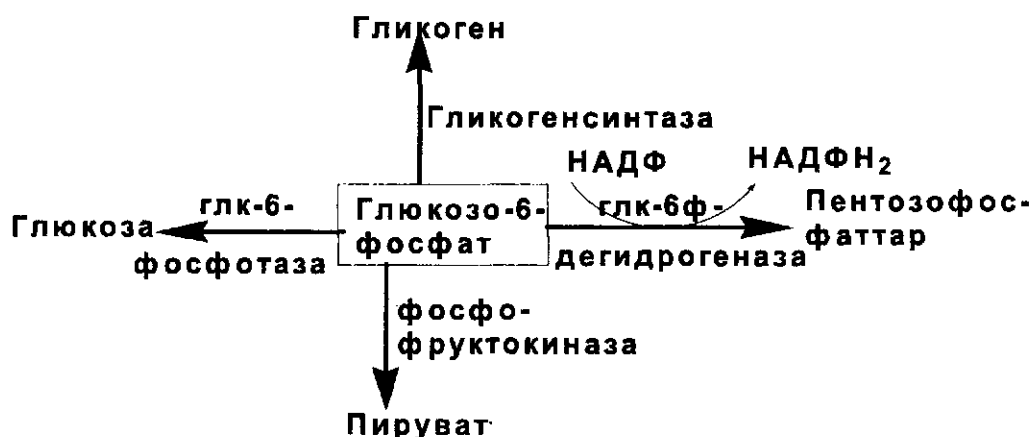 Гликоген
Гликогенсинтаза
НАДФ
НАДФН₂
глк-6-
Глюкоза
фосфотаза
Глюкозо-6-
фосфат
глк-6ф-
дегидрогеназа
Пентозофос-
фаттар
фосфо-
фруктокиназа
Пируват